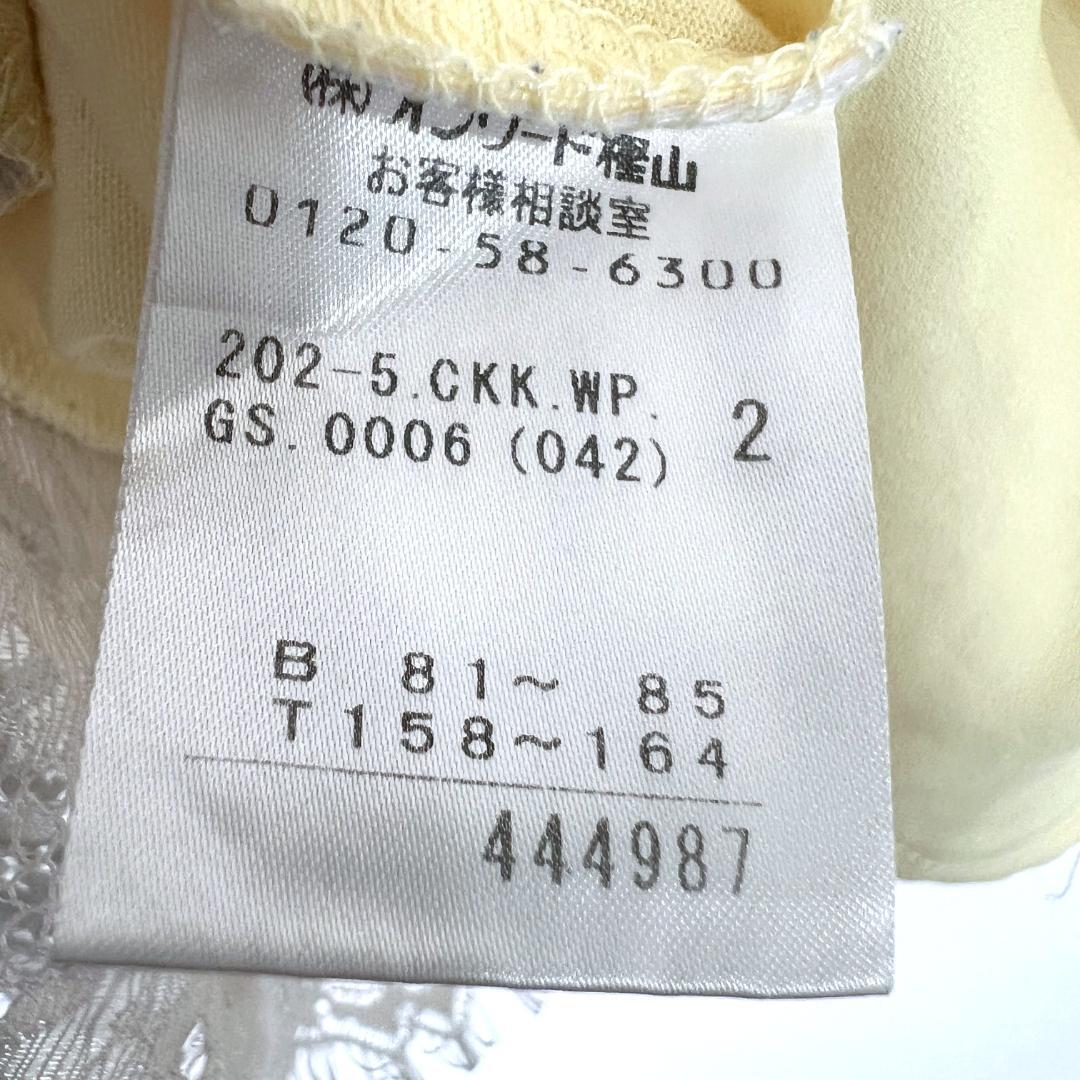 (株)オンワード樫山
お客様相談室
0120-58-6300
202-5.CKK.WP.
GS.0006 (042) 2
B 81～ 85
T158～164
444987